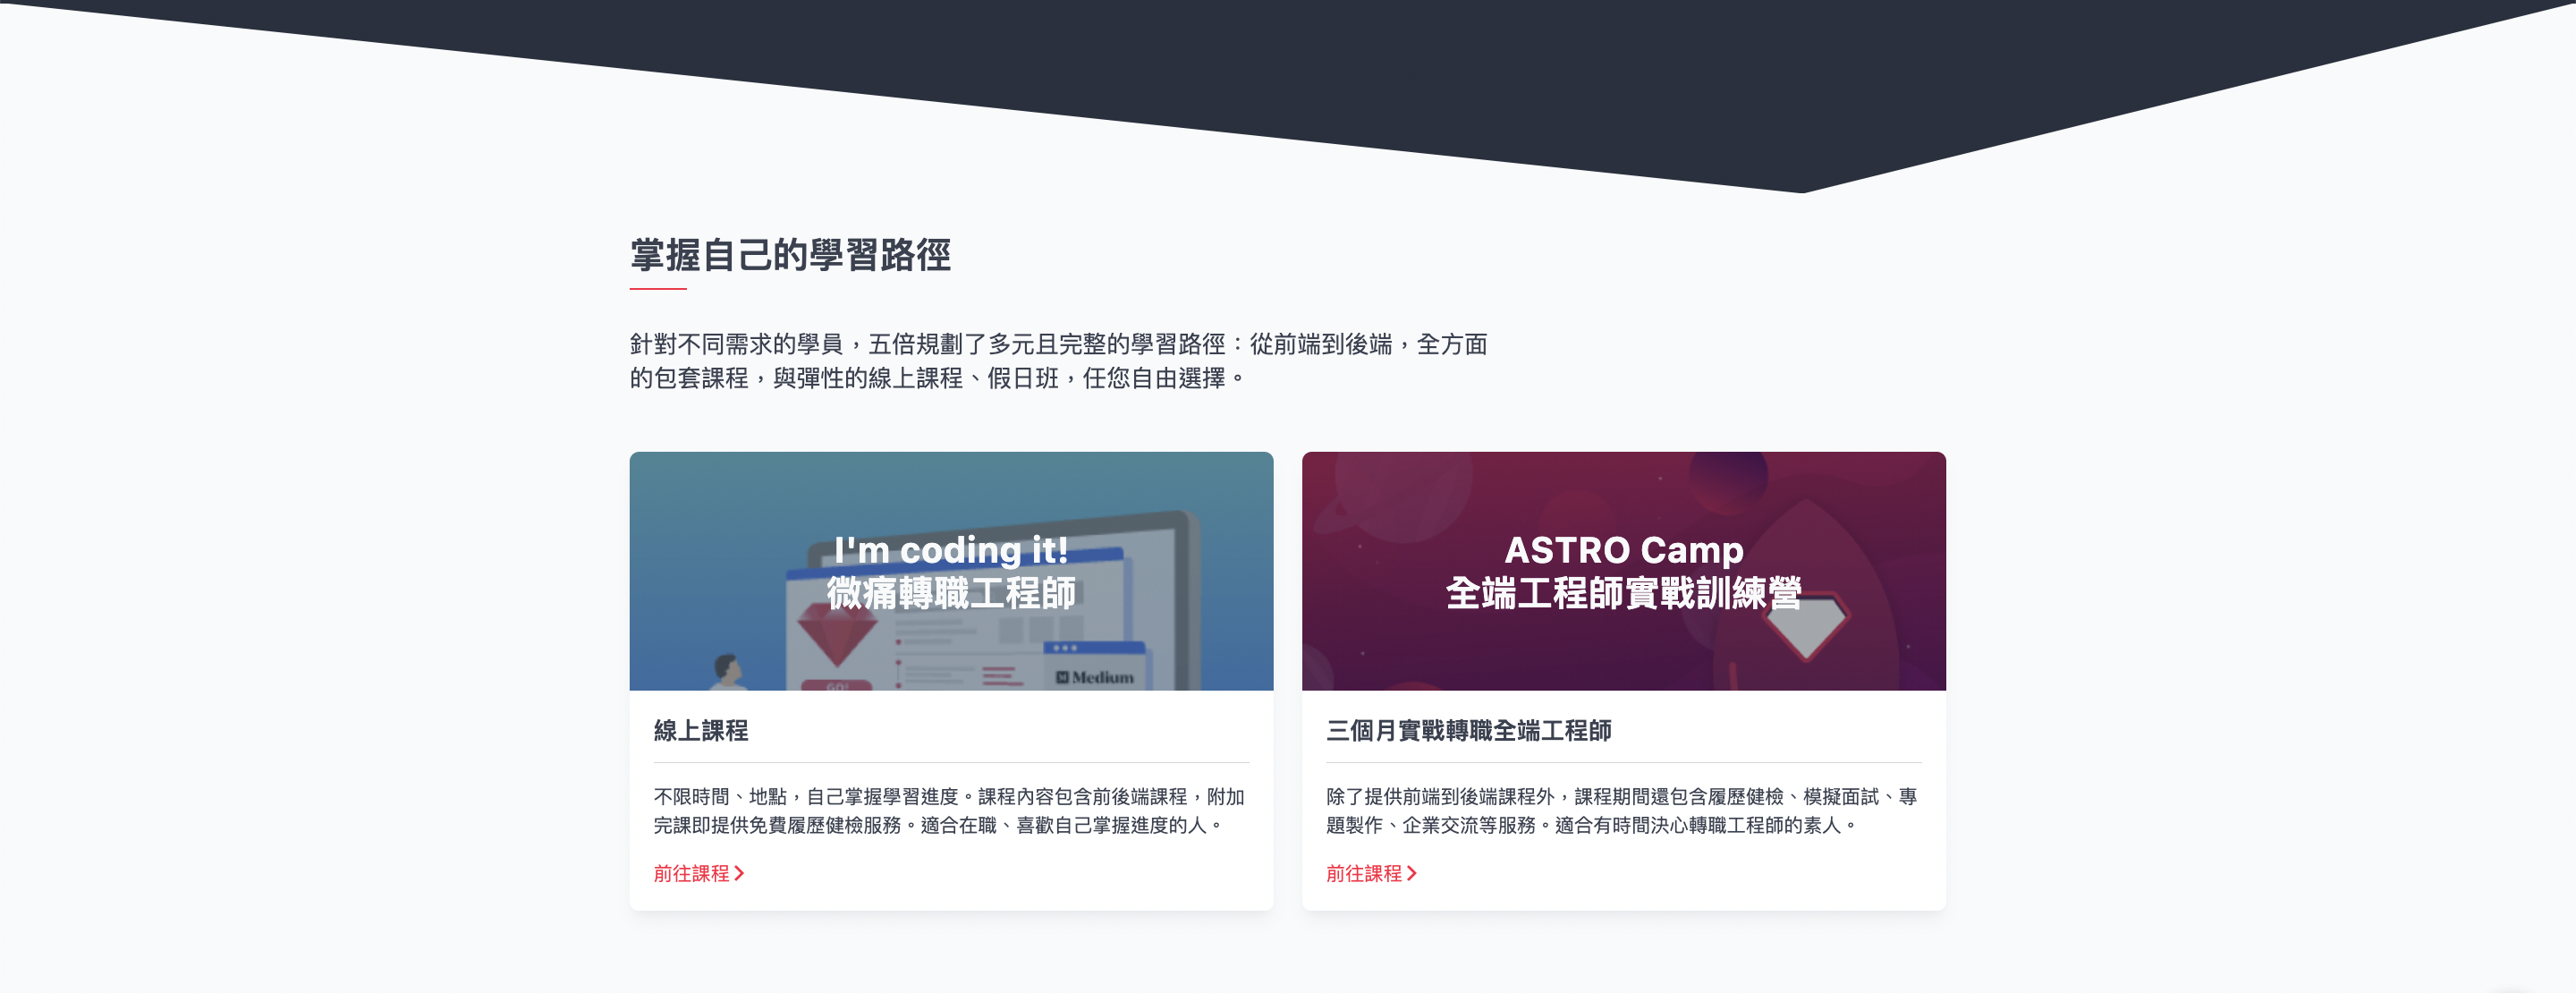 掌握自己的學習路徑
針對不同需求的學員，五倍規劃了多元且完整的學習路徑：從前端到後端，全方面
的包套課程，與彈性的線上課程、假日班，任您自由選擇。
I'm coding it!
微痛轉職工程師
GO!
Medium
線上課程
不限時間、地點，自己掌握學習進度。課程內容包含前後端課程，附加
完課即提供免費履歷健檢服務。適合在職、喜歡自己掌握進度的人。
前往課程
ASTRO Camp
全端工程師實戰訓練營
三個月實戰轉職全端工程師
除了提供前端到後端課程外，課程期間還包含履歷健檢、模擬面試、專
題製作、企業交流等服務。適合有時間決心轉職工程師的素人。
前往課程